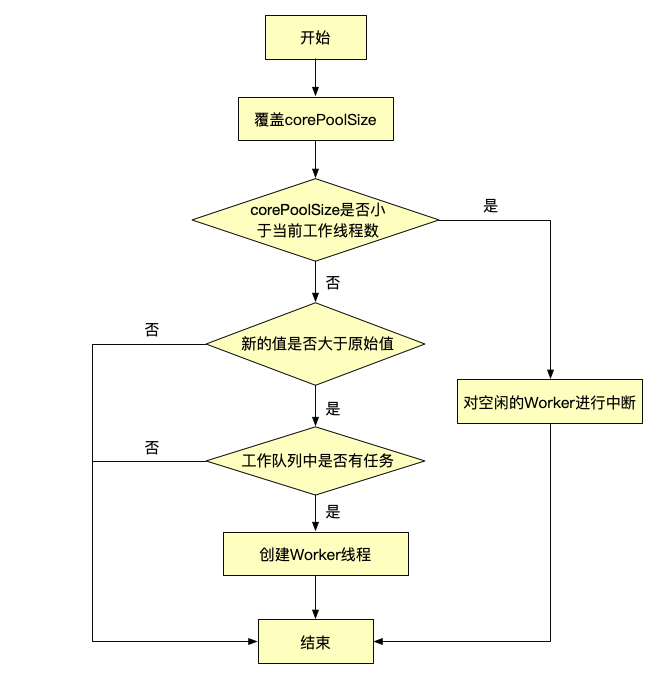 开始
覆盖corePoolSize
corePoolSize是否小
于当前工作线程数
是
否
新的值是否大于原始值
否
是
对空闲的Worker进行中断
工作队列中是否有任务
否
是
创建Worker线程
结束